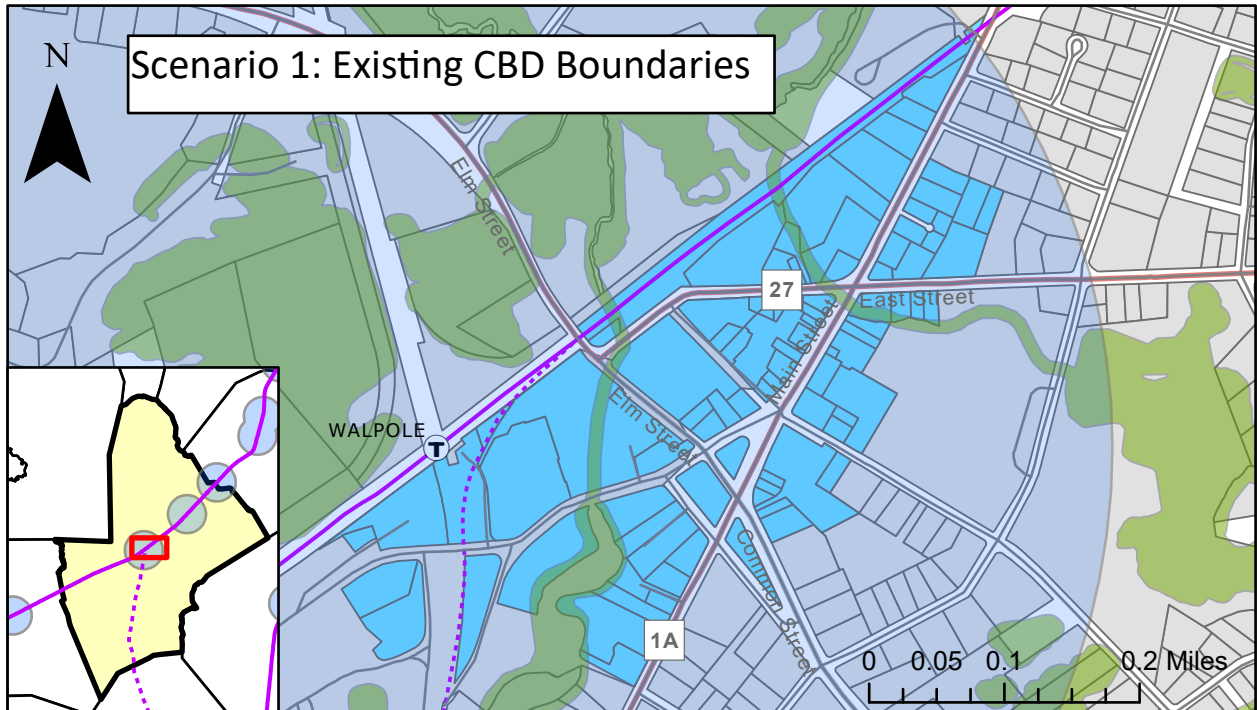 N
Scenario 1: Existing CBD Boundaries
Elm Street
27
East Street
Main Street
Elm Street
WALPOLE
T
Common Street
1A
0 0.05 0.1 0.2 Miles